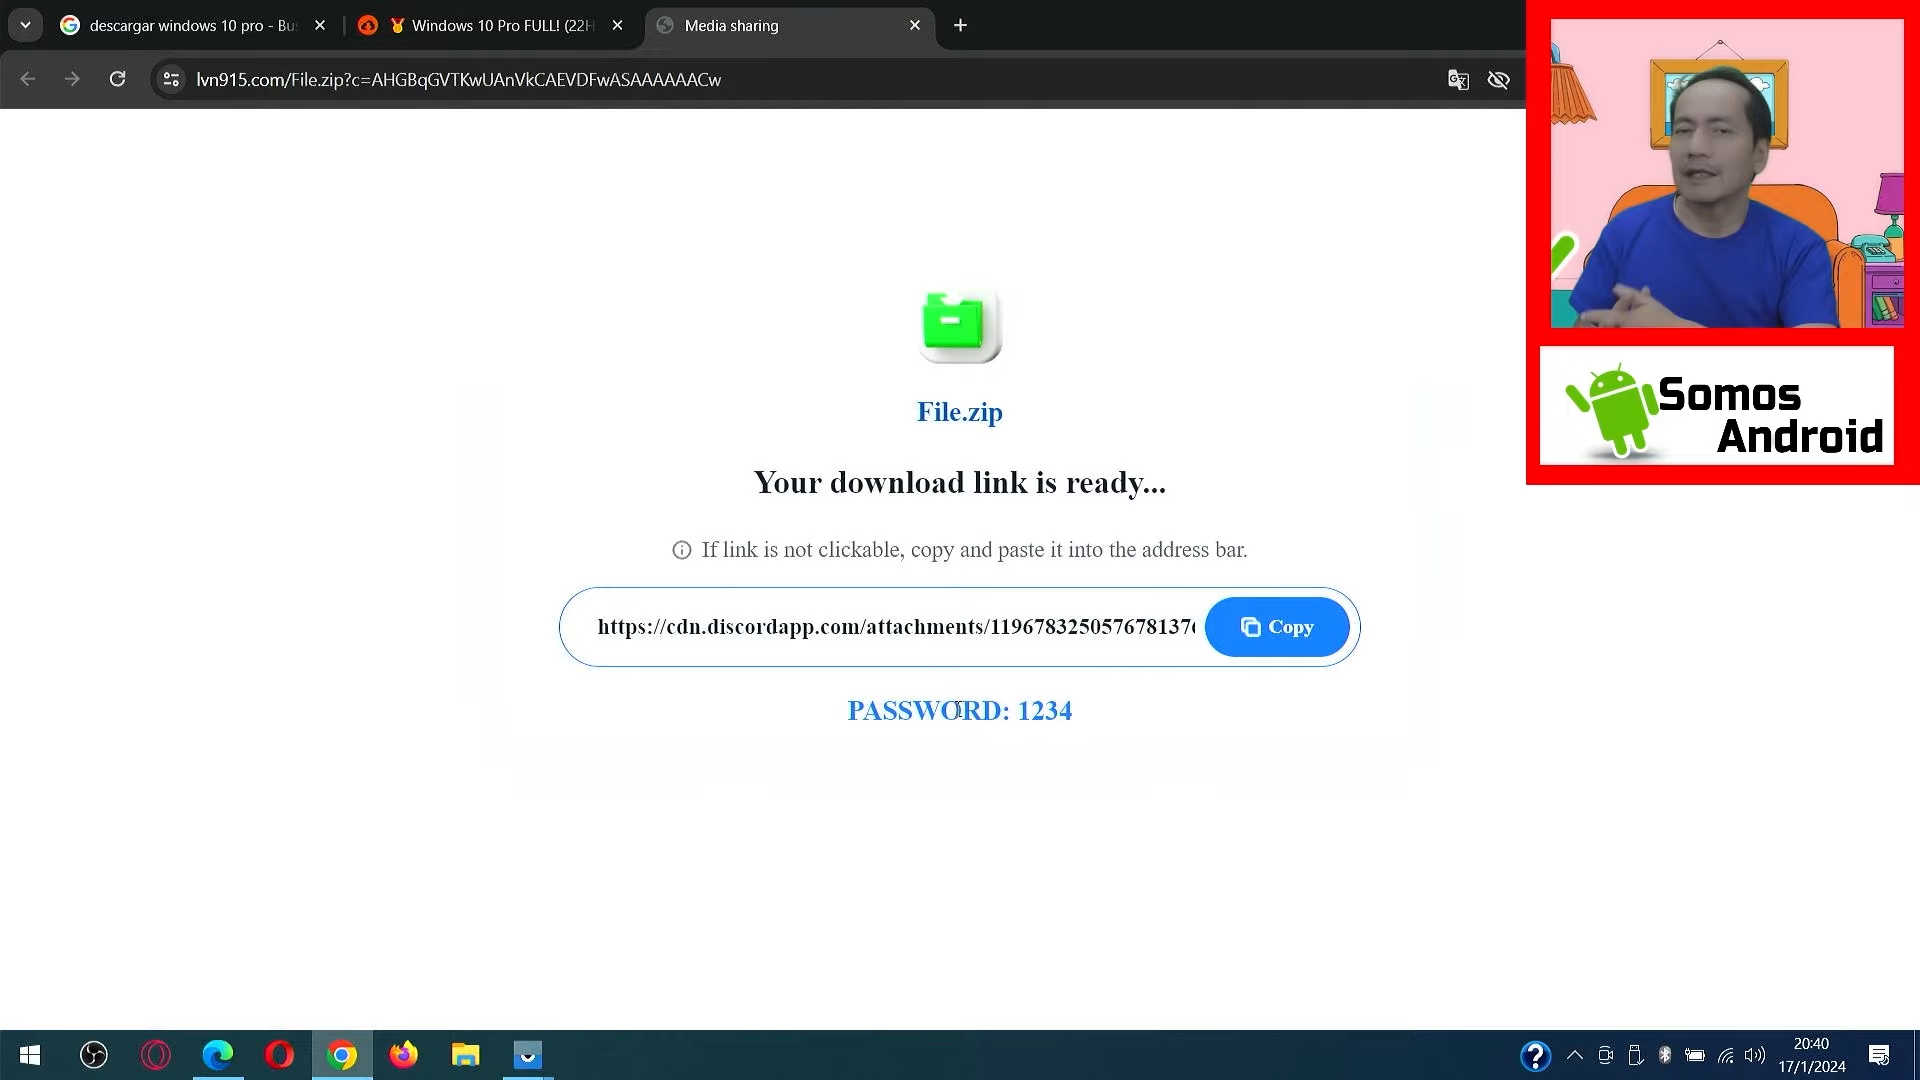 descargar windows 10 pro - Bu
Windows 10 Pro FULL! (22H
Media sharing
lvn915.com/File.zip?c=AHGBqGVTKwUAnVkCAEVDFwASAAAAAACw
File.zip
Your download link is ready...
If link is not clickable, copy and paste it into the address bar.
https://cdn.discordapp.com/attachments/1196783250576781376
Copy
PASSWORD: 1234
Somos
Android
20:40
17/1/2024